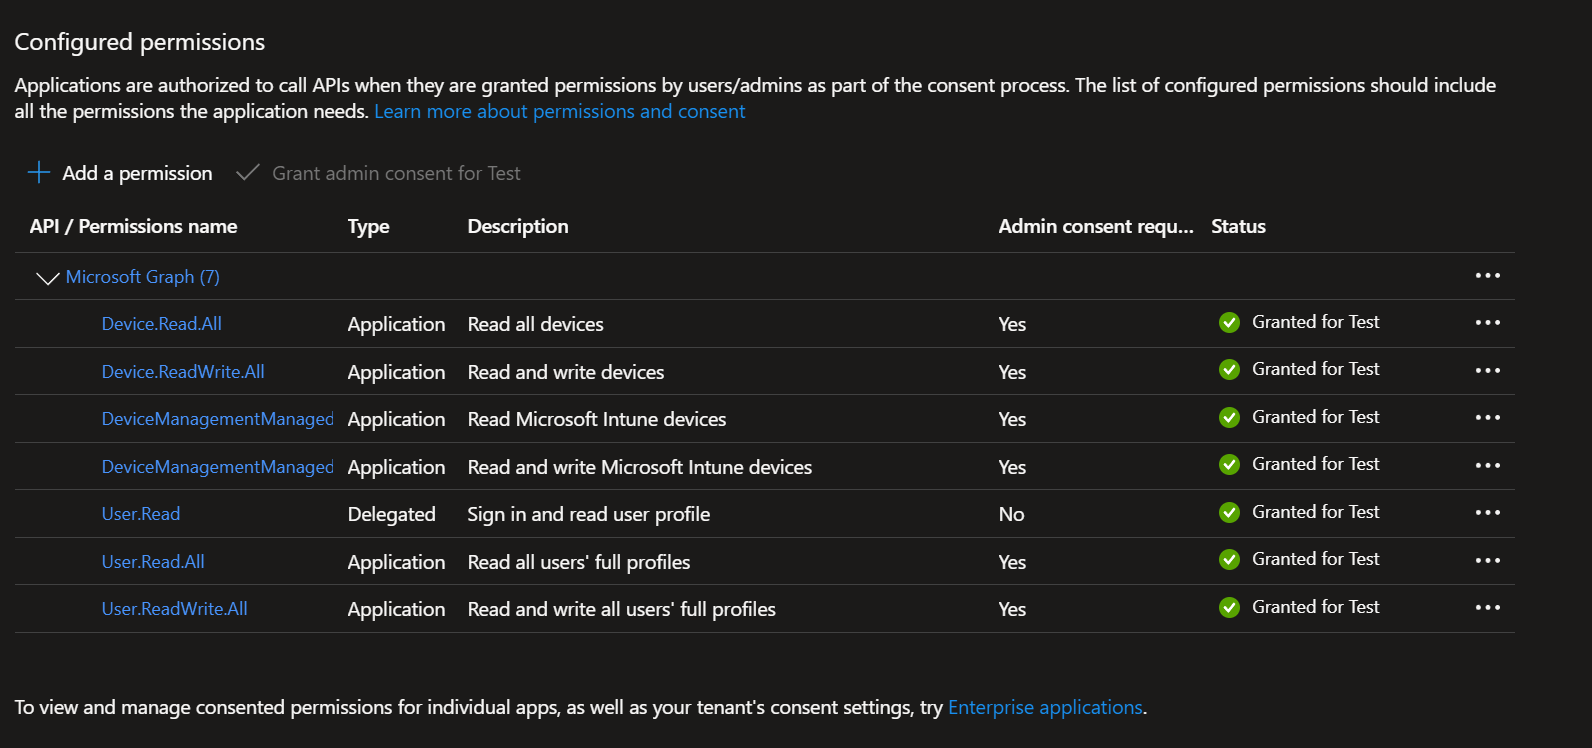 Configured permissions
Applications are authorized to call APIs when they are granted permissions by users/admins as part of the consent process. The list of configured permissions should include
all the permissions the application needs. Learn more about permissions and consent
Add a permission Grant admin consent for Test
API / Permissions name Type Description Admin consent requ... Status
Microsoft Graph (7)
Device.Read.All Application Read all devices Yes Granted for Test
Device.ReadWrite.All Application Read and write devices Yes Granted for Test
DeviceManagementManaged Application Read Microsoft Intune devices Yes Granted for Test
DeviceManagementManaged Application Read and write Microsoft Intune devices Yes Granted for Test
User.Read Delegated Sign in and read user profile No Granted for Test
User.Read.All Application Read all users' full profiles Yes Granted for Test
User.ReadWrite.All Application Read and write all users' full profiles Yes Granted for Test
To view and manage consented permissions for individual apps, as well as your tenant's consent settings, try Enterprise applications.